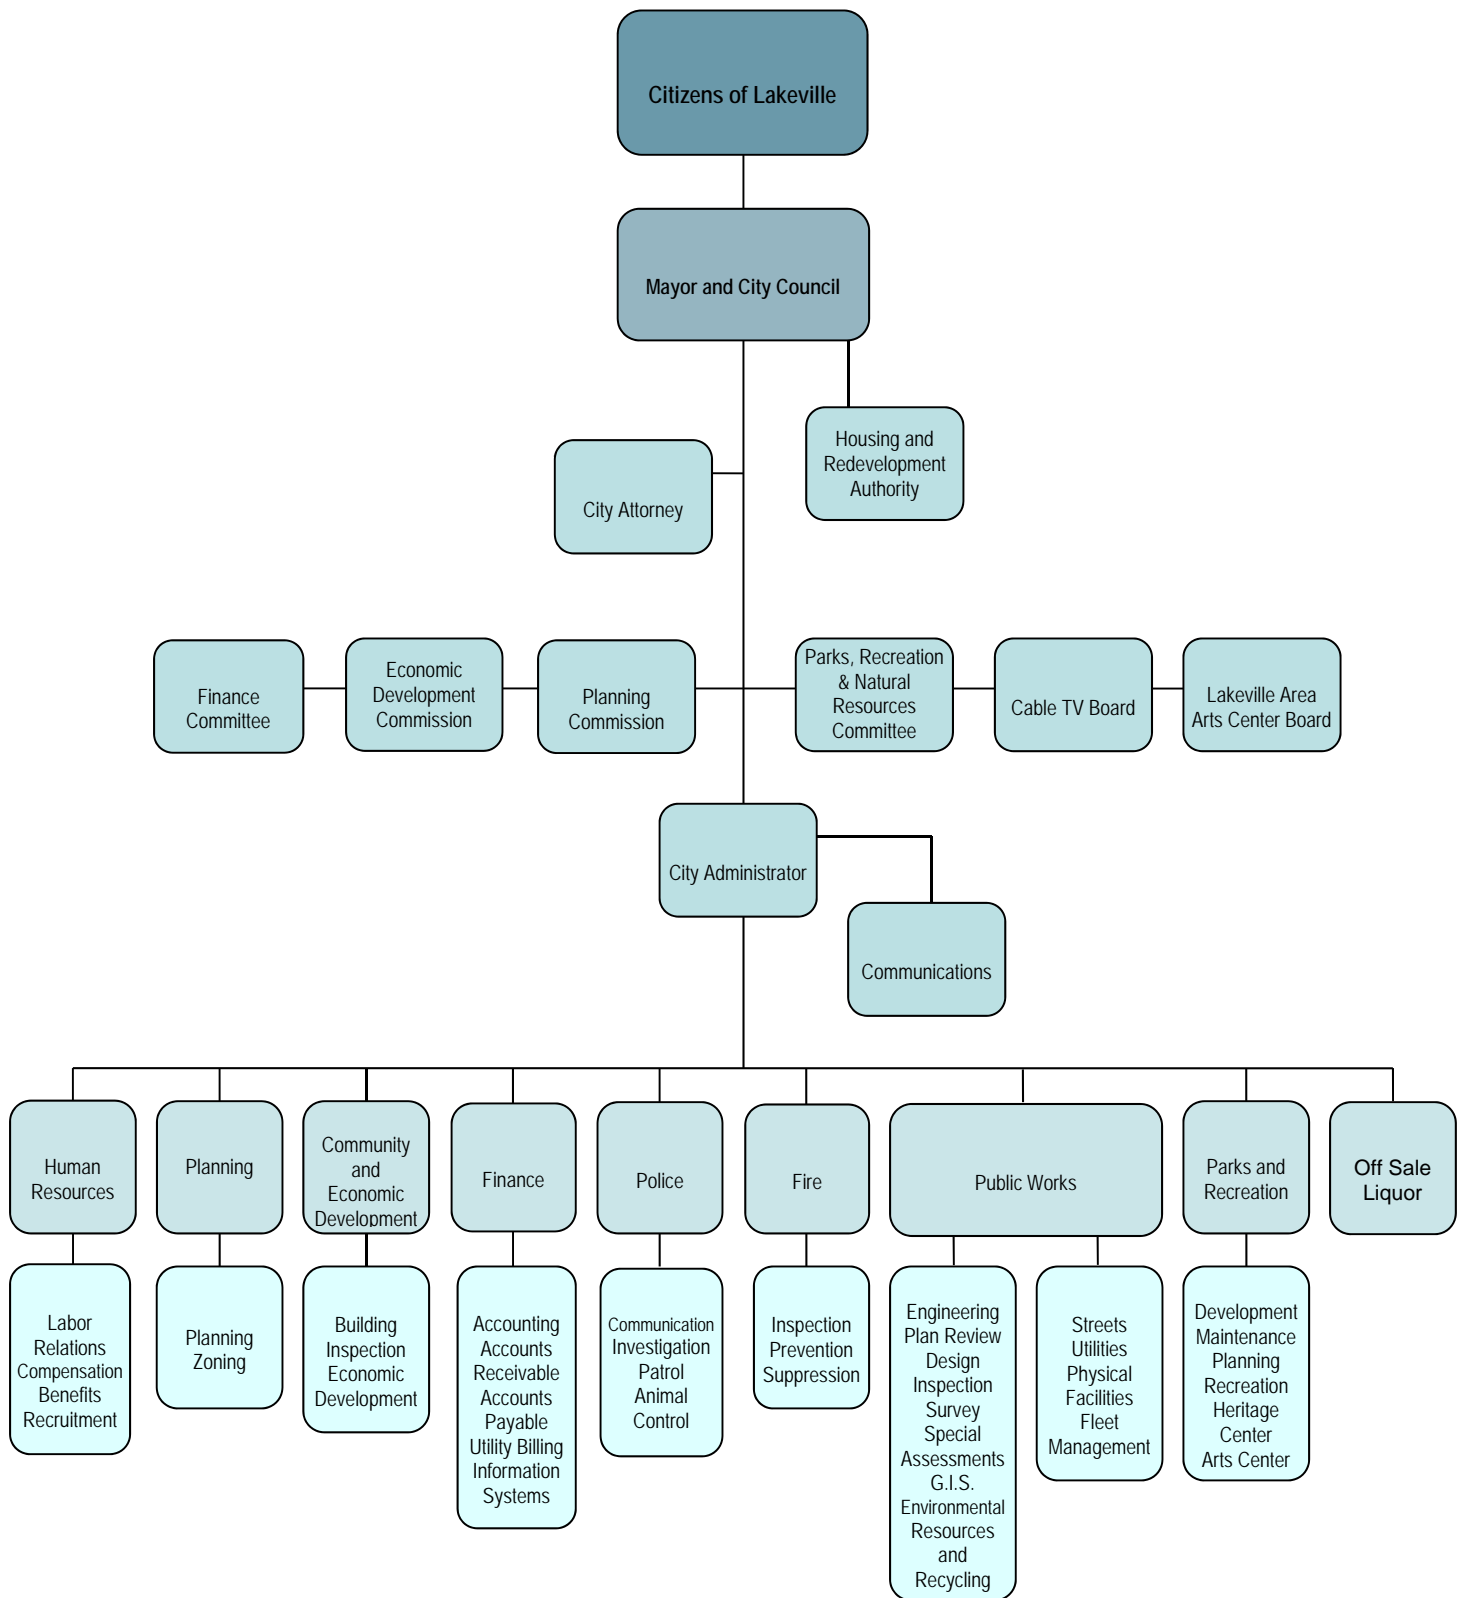 Citizens of Lakeville
Mayor and City Council
Housing and
Redevelopment
Authority
City Attorney
Finance
Committee
Economic
Development
Commission
Planning
Commission
Parks, Recreation
& Natural
Resources
Committee
Cable TV Board
Lakeville Area
Arts Center Board
City Administrator
Communications
Human
Resources
Planning
Community
and
Economic
Development
Finance
Police
Fire
Public Works
Parks and
Recreation
Off Sale
Liquor
Labor
Relations
Compensation
Benefits
Recruitment
Planning
Zoning
Building
Inspection
Economic
Development
Accounting
Accounts
Receivable
Accounts
Payable
Utility Billing
Information
Systems
Communication
Investigation
Patrol
Animal
Control
Inspection
Prevention
Suppression
Engineering
Plan Review
Design
Inspection
Survey
Special
Assessments
G.I.S.
Environmental
Resources
and
Recycling
Streets
Utilities
Physical
Facilities
Fleet
Management
Development
Maintenance
Planning
Recreation
Heritage
Center
Arts Center